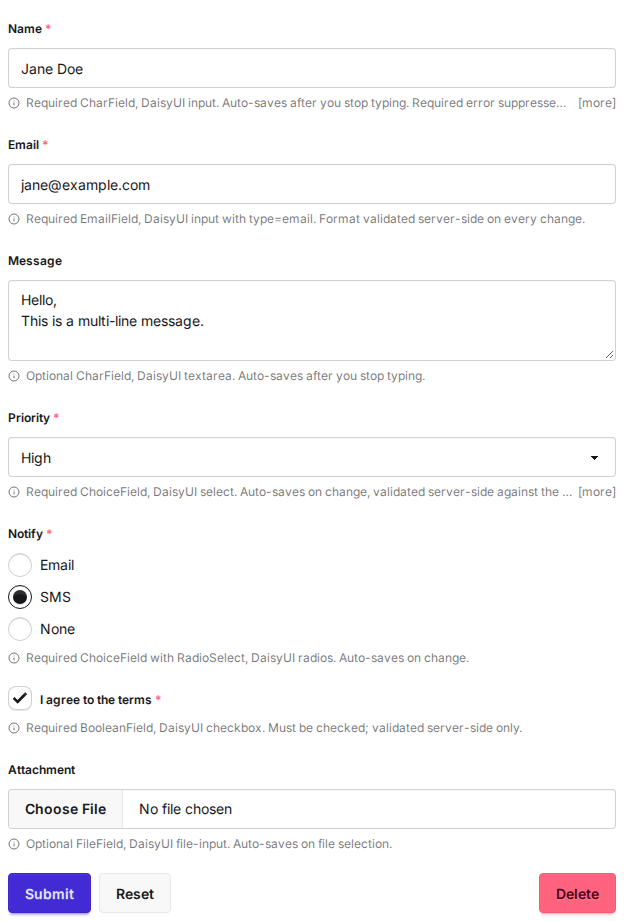 Name *
Jane Doe
Required CharField, DaisyUI input. Auto-saves after you stop typing. Required error suppresse... [more]
Email *
jane@example.com
Required EmailField, DaisyUI input with type=email. Format validated server-side on every change.
Message
Hello,
This is a multi-line message.
Optional CharField, DaisyUI textarea. Auto-saves after you stop typing.
Priority *
High
Required ChoiceField, DaisyUI select. Auto-saves on change, validated server-side against the ... [more]
Notify *
Email
SMS
None
Required ChoiceField with RadioSelect, DaisyUI radios. Auto-saves on change.
I agree to the terms *
Required BooleanField, DaisyUI checkbox. Must be checked; validated server-side only.
Attachment
Choose File No file chosen
Optional FileField, DaisyUI file-input. Auto-saves on file selection.
Submit Reset Delete